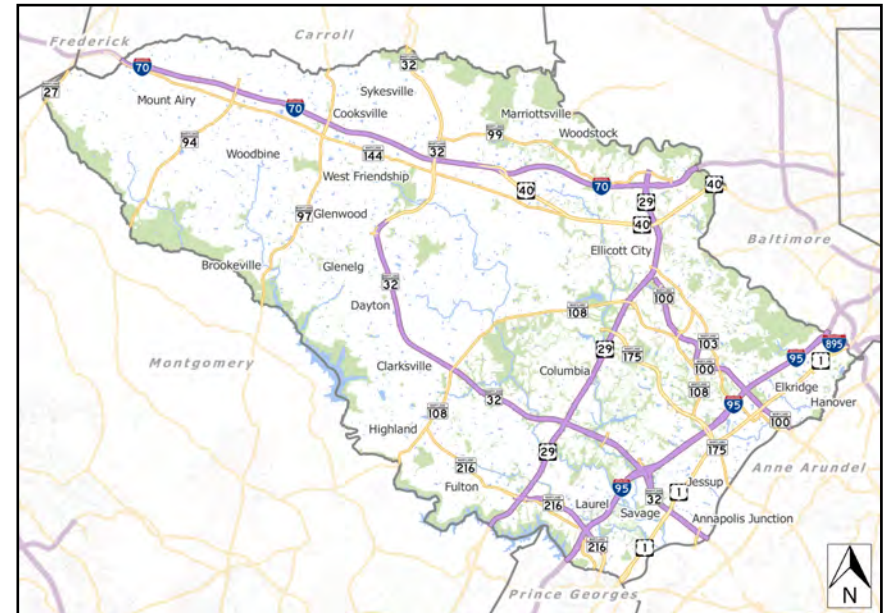 Frederick
Carroll
32
70
27
Mount Airy
Sykesville
70
Cooksville
Marriottsville
99
Woodstock
94
32
Woodbine
144
West Friendship
70
40
40
29
97
Glenwood
40
Baltimore
Ellicott City
Brookeville
Glenelg
32
100
Dayton
108
103
895
29
175
95
1
Montgomery
100
Clarksville
Columbia
Elkridge
108
32
95
Hanover
108
100
Highland
29
175
216
Anne Arundel
Fulton
95
Jessup
1
Laurel
32
216
Savage
Annapolis Junction
216
1
Prince Georges
N